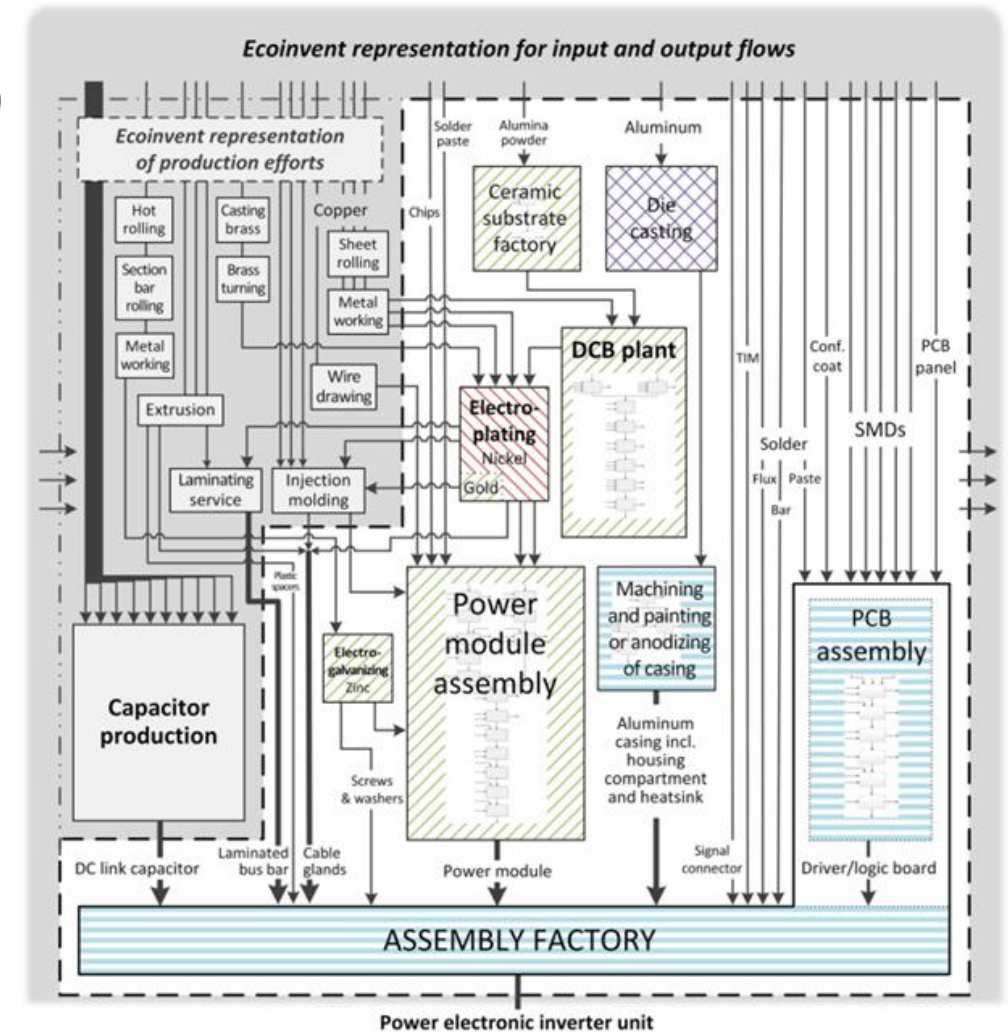 Ecoinvent representation for input and output flows
Ecoinvent representation
of production efforts
Solder
paste
Alumina
powder
Aluminum
Hot
rolling
Casting
brass
Copper
Chips
Ceramic
substrate
factory
Die
casting
Section
bar
rolling
Brass
turning
Sheet
rolling
Metal
working
Metal
working
Wire
drawing
DCB plant
TIM
Conf.
coat
PCB
panel
Extrusion
Electro-
plating
Nickel
Gold
SMDs
Solder
Flux
Paste
Bar
Laminating
service
Injection
molding
Plastic
spacers
Power
module
assembly
Machining
and painting
or anodizing
of casing
PCB
assembly
Electro-
galvanizing
Zinc
Capacitor
production
Aluminum
casing incl.
housing
compartment
and heatsink
Screws
& washers
DC link capacitor
Laminated
bus bar
Cable
glands
Power module
Signal
connector
Driver/logic board
ASSEMBLY FACTORY
Power electronic inverter unit